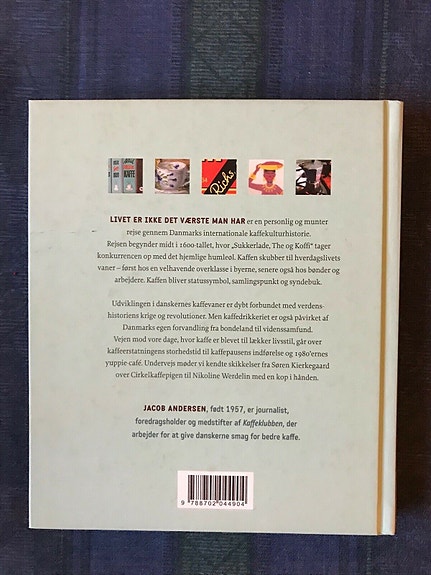 KAFFE
Rich's
LIVET ER IKKE DET VÆRSTE MAN HAR er en personlig og munter
rejse gennem Danmarks internationale kaffekulturhistorie.
Rejsen begynder midt i 1600-tallet, hvor „Sukkerlade, The og Koffi" tager
konkurrencen op med det hjemlige humleøl. Kaffen skubber til hverdagslivets
vaner – først hos en velhavende overklasse i byerne, senere også hos bønder og
arbejdere. Kaffen bliver statussymbol, samlingspunkt og syndebuk.
Udviklingen i danskernes kaffevaner er dybt forbundet med verdens-
historiens krige og revolutioner. Men kaffedrikkeriet er også påvirket af
Danmarks egen forvandling fra bondeland til videnssamfund.
Vejen mod vore dage, hvor kaffe er blevet til lækker livsstil, går over
kaffeerstatningens storhedstid til kaffepausens indførelse og 1980'ernes
yuppie-café. Undervejs møder vi kendte skikkelser fra Søren Kierkegaard
over Cirkelkaffepigen til Nikoline Werdelin med en kop i hånden.
JACOB ANDERSEN, født 1957, er journalist,
foredragsholder og medstifter af Kaffeklubben, der
arbejder for at give danskerne smag for bedre kaffe.
9 788702 044904